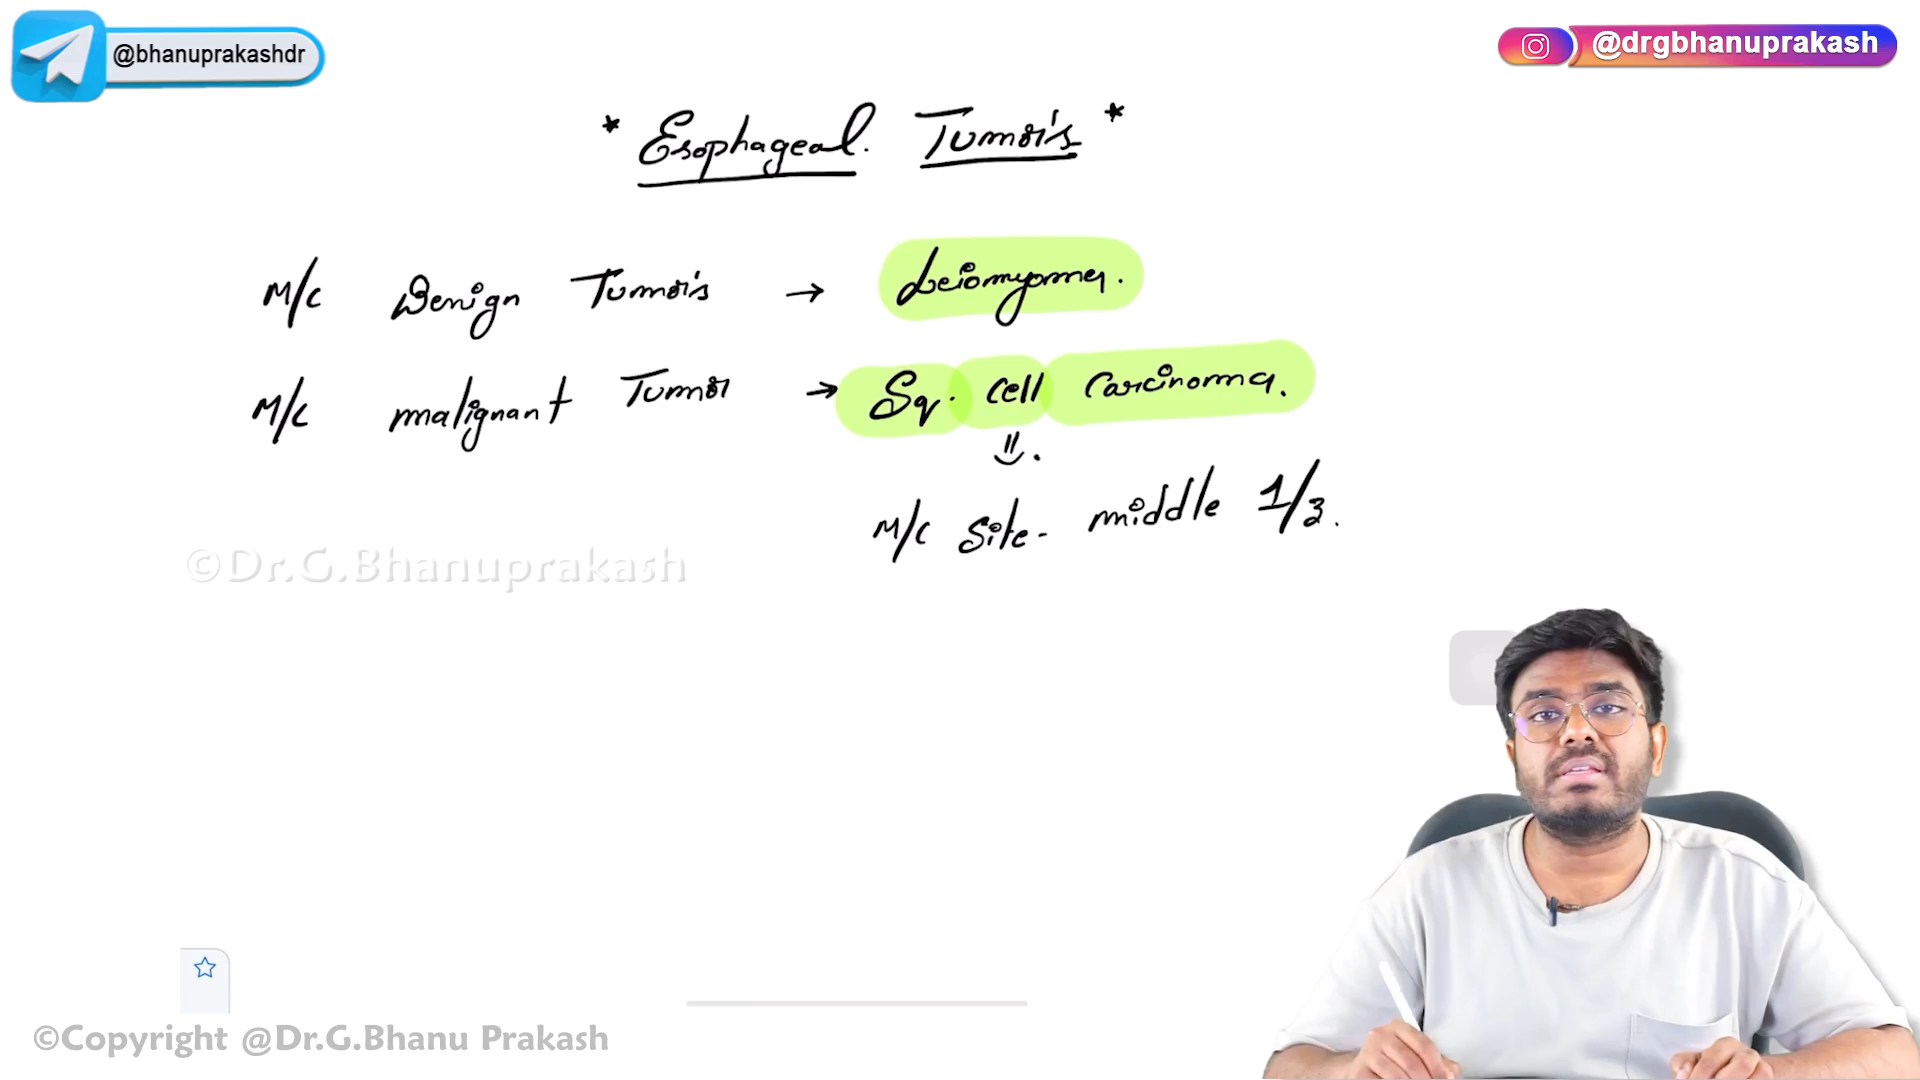 @bhanuprakashdr
@drgbhanuprakash
* Esophageal Tumors *
M/C Benign Tumors → Leiomyoma.
M/C malignant Tumor → Sq. cell Carcinoma.
M/C Site - middle 1/3.
©Dr.G.Bhanuprakash
©Copyright @Dr.G.Bhanu Prakash